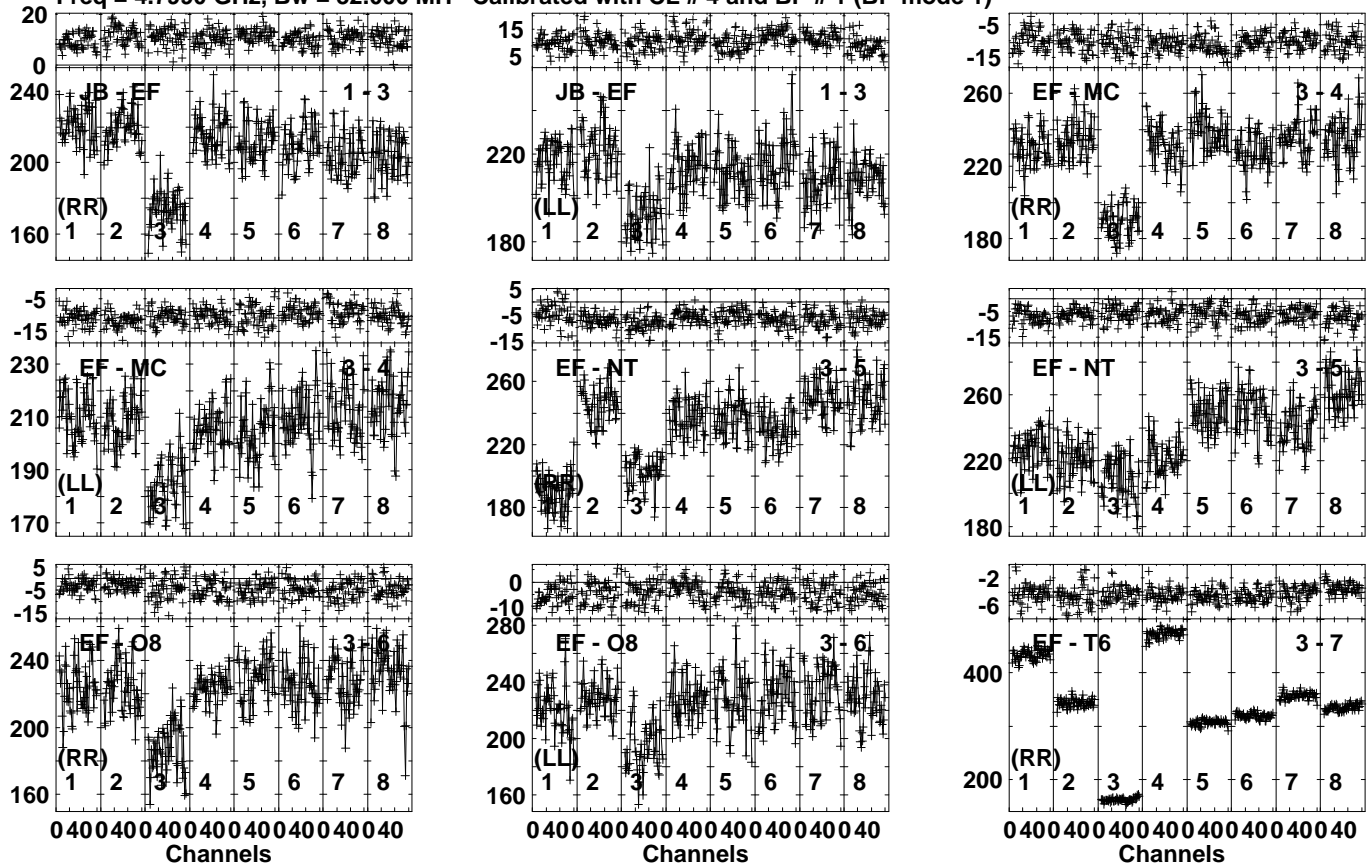 Freq = 4.7990 GHz, Bw = 32.000 MH Calibrated with CL # 4 and BP # 1 (BP mode 1)
20
0
240
200
160
JB - EF 1 - 3
(RR)
1 2 3 4 5 6 7 8
15
5
220
180
JB - EF 1 - 3
(LL)
1 2 3 4 5 6 7 8
-5
-15
260
220
180
EF - MC 3 - 4
(RR)
1 2 3 4 5 6 7 8
-5
-15
230
210
190
170
EF - MC 3 - 4
(LL)
1 2 3 4 5 6 7 8
5
-5
-15
260
220
180
EF - NT 3 - 5
(RR)
1 2 3 4 5 6 7 8
-5
-15
260
220
180
EF - NT 3 - 5
(LL)
1 2 3 4 5 6 7 8
5
-5
-15
240
200
160
EF - O8 3 - 6
(RR)
1 2 3 4 5 6 7 8
0 40 0 40 0 40 0 40 0 40 0 40 0 40 0 40
Channels
0
-10
280
240
200
160
EF - O8 3 - 6
(LL)
1 2 3 4 5 6 7 8
0 40 0 40 0 40 0 40 0 40 0 40 0 40 0 40
Channels
-2
-6
400
200
EF - T6 3 - 7
(RR)
1 2 3 4 5 6 7 8
0 40 0 40 0 40 0 40 0 40 0 40 0 40 0 40
Channels